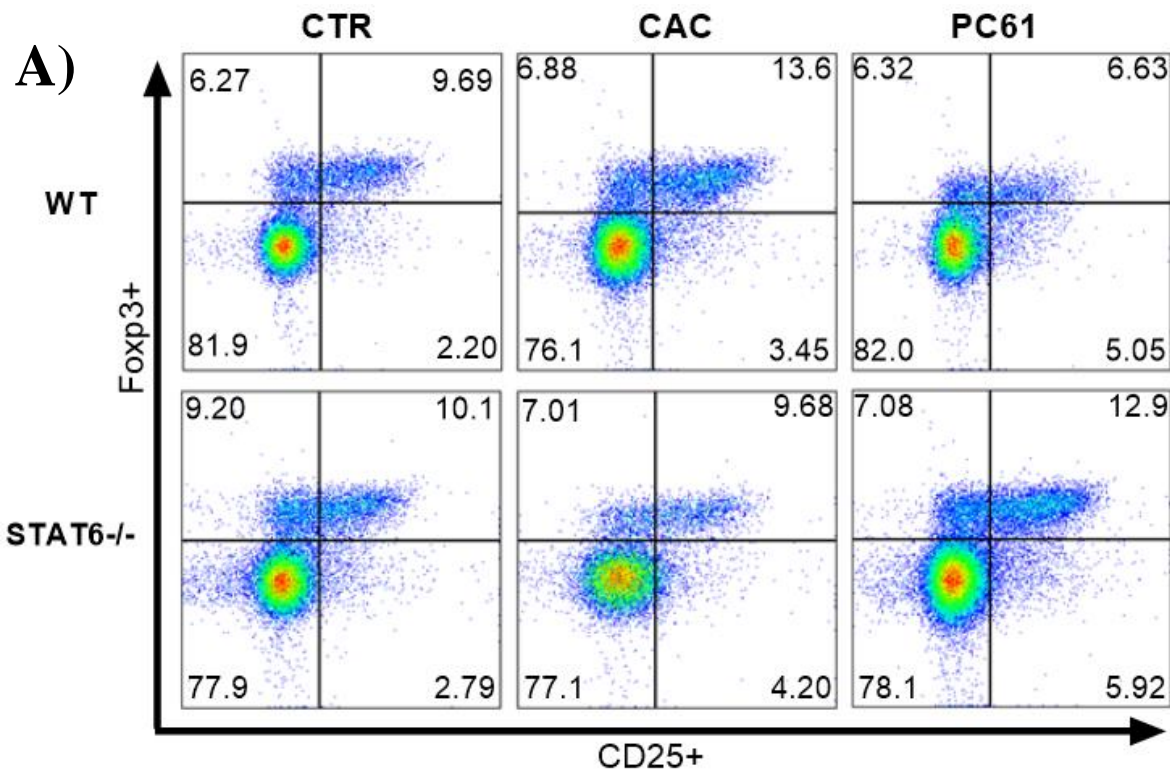 CTR CAC PC61
A)
6.27 9.69 6.88 13.6 6.32 6.63
WT
81.9 2.20 76.1 3.45 82.0 5.05
Foxp3+
9.20 10.1 7.01 9.68 7.08 12.9
STAT6-/-
77.9 2.79 77.1 4.20 78.1 5.92
CD25+